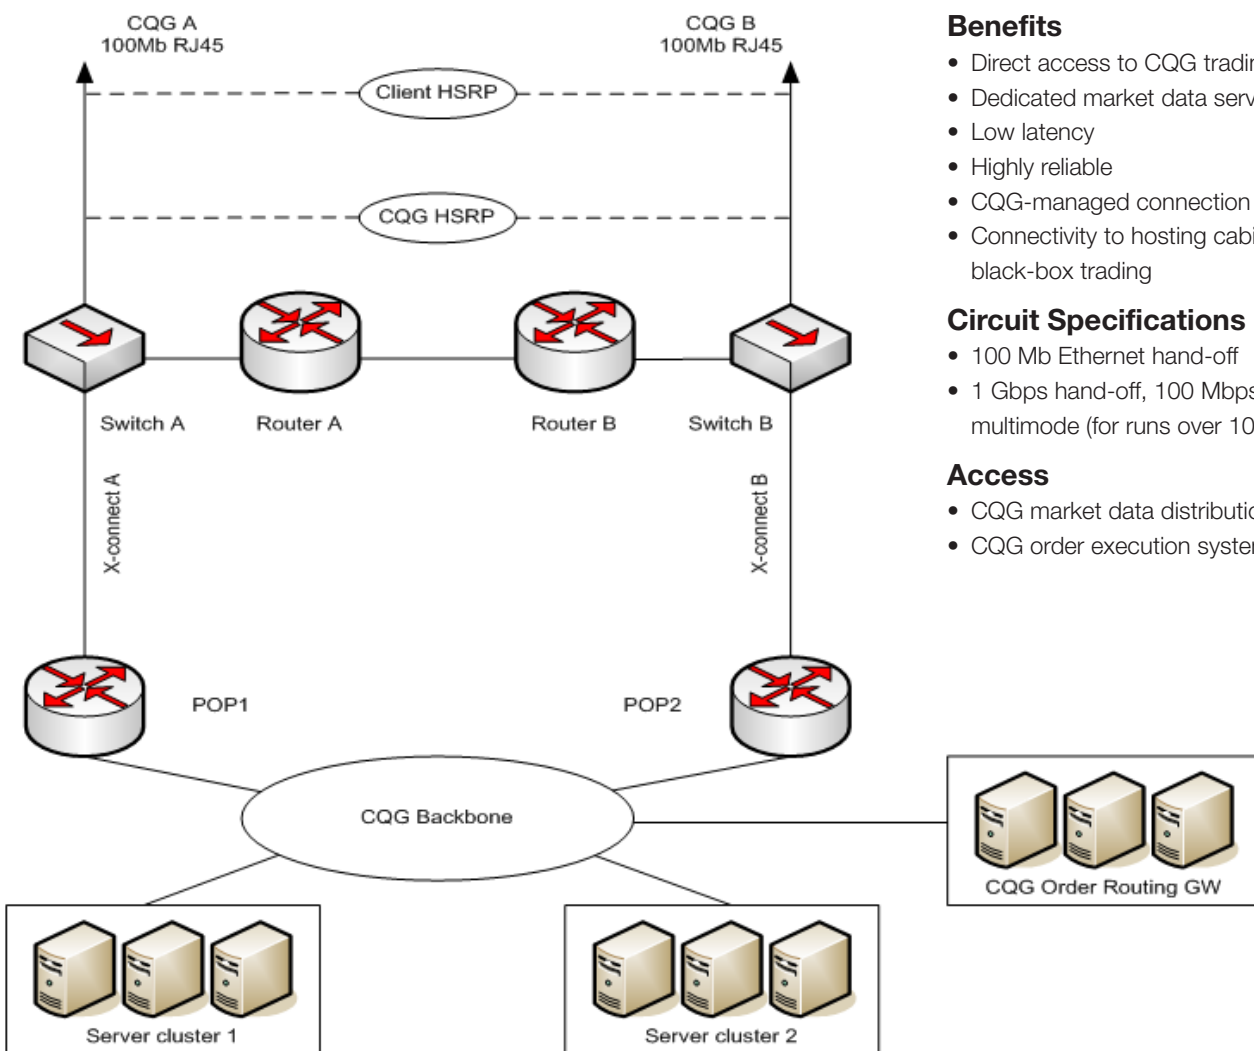 CQG A
100Mb RJ45
CQG B
100Mb RJ45
Client HSRP
CQG HSRP
Switch A
Router A
Router B
Switch B
X-connect A
X-connect B
POP1
POP2
CQG Backbone
CQG Order Routing GW
Server cluster 1
Server cluster 2
Benefits
• Direct access to CQG
• Dedicated market data
• Low latency
• Highly reliable
• CQG-managed connection
• Connectivity to hosting
black-box trading
Circuit Specifications
• 100 Mb Ethernet hand-off
• 1 Gbps hand-off, 100 Mbps
multimode (for runs over
Access
• CQG market data
• CQG order execution